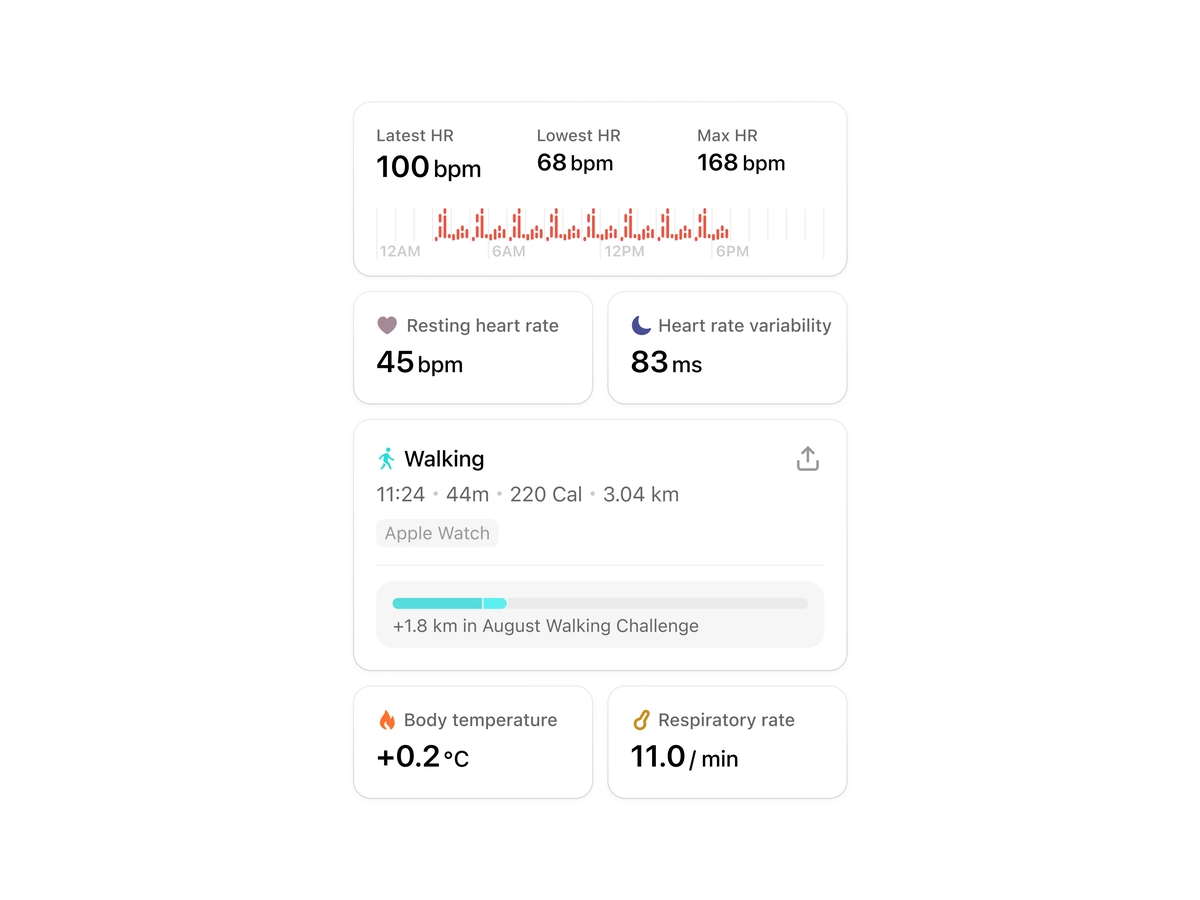 Latest HR
Lowest HR
Max HR
100 bpm
68 bpm
168 bpm
12AM
6AM
12PM
6PM
Resting heart rate
45 bpm
Heart rate variability
83 ms
Walking
11:24 • 44m • 220 Cal • 3.04 km
Apple Watch
+1.8 km in August Walking Challenge
Body temperature
+0.2 °C
Respiratory rate
11.0 / min